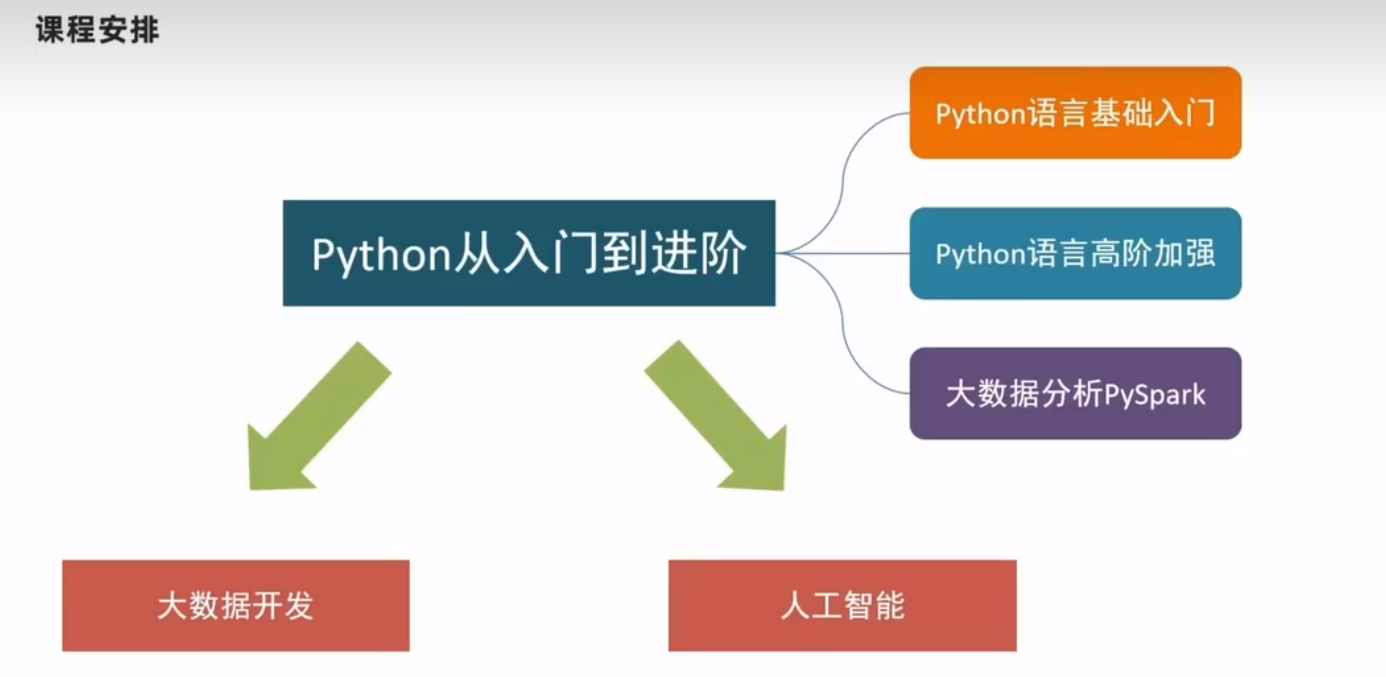 课程安排
Python语言基础入门
Python从入门到进阶
Python语言高阶加强
大数据分析PySpark
大数据开发
人工智能